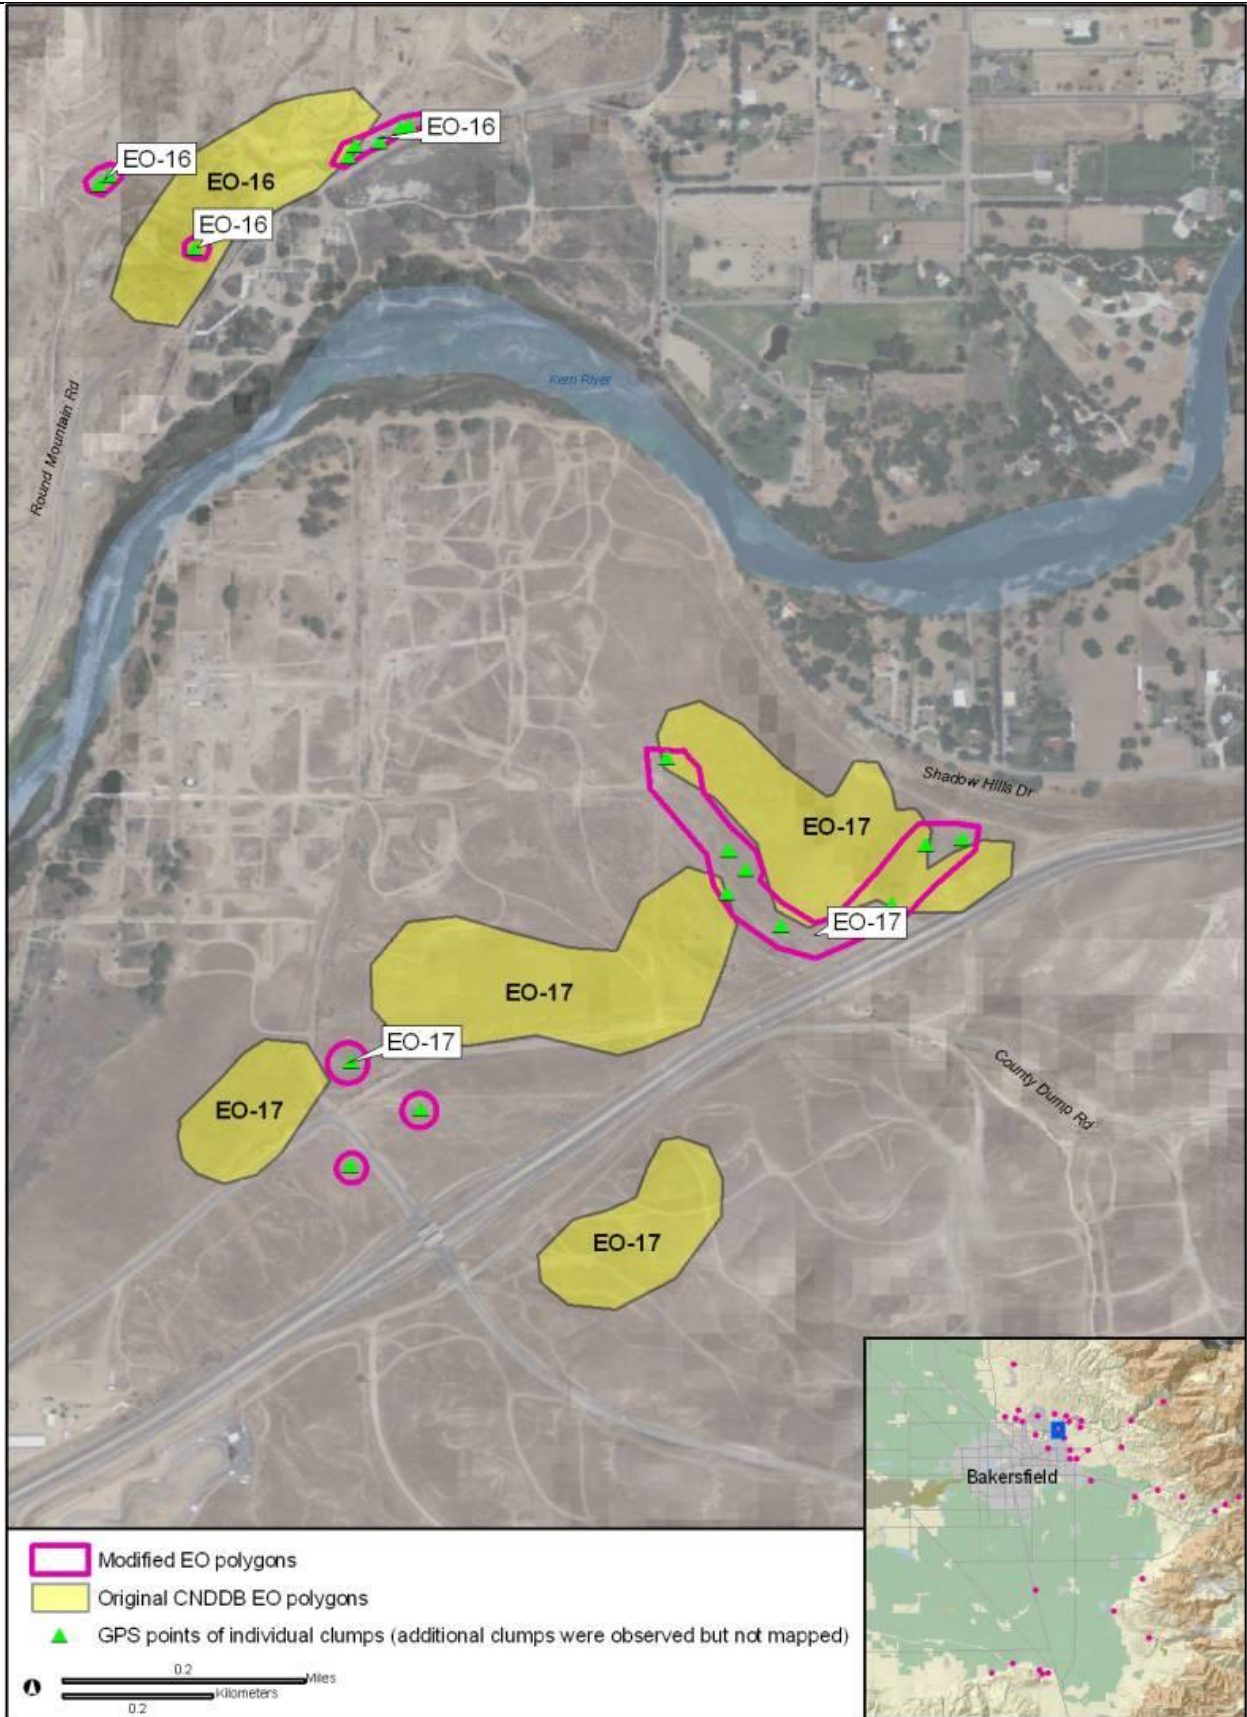 EO-16
EO-16
EO-16
EO-16
Kern River
Round Mountain Rd
Shadow Hills Dr
EO-17
EO-17
EO-17
EO-17
County Dump Rd
EO-17
EO-17
Bakersfield
Modified EO polygons
Original CNDDB EO polygons
GPS points of individual clumps (additional clumps were observed but not mapped)
0.2
Miles
Kilometers
0.2